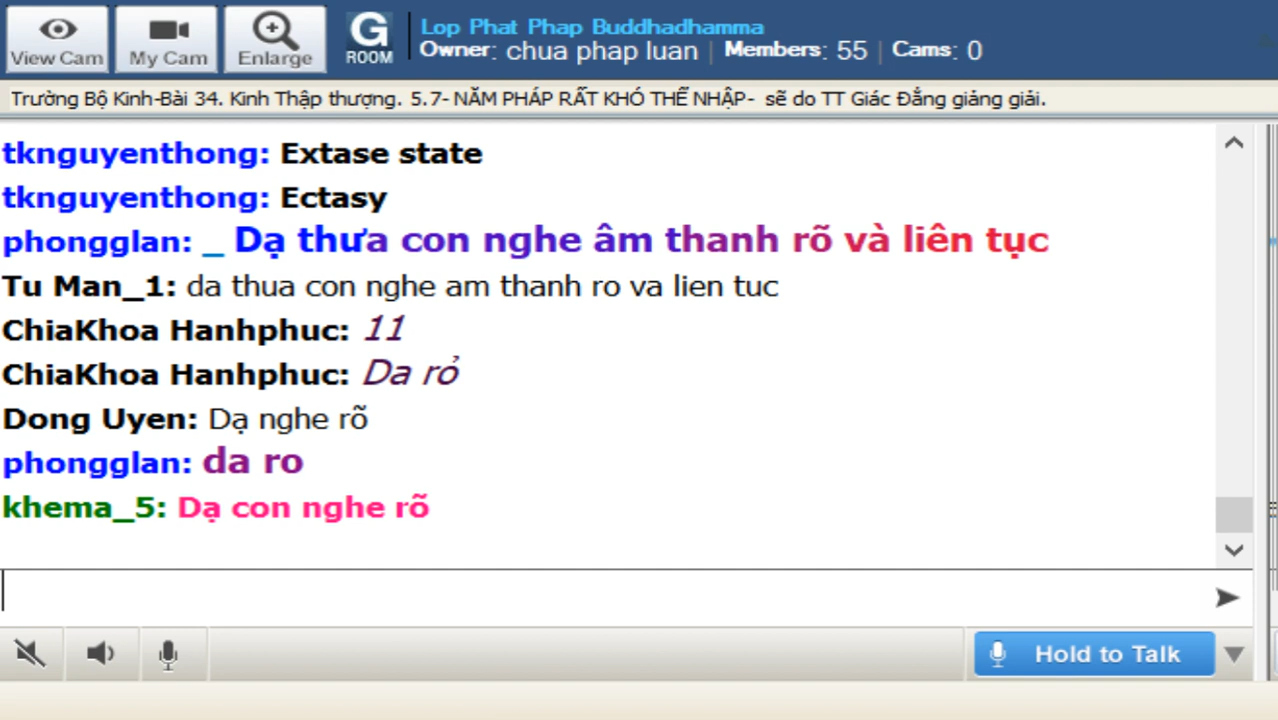 View Cam
My Cam
Enlarge
G
ROOM
Lop Phat Phap Buddhadhamma
Owner: chua phap luan | Members: 55 | Cams: 0
Trường Bộ Kinh-Bài 34. Kinh Thập thượng. 5.7- NĂM PHÁP RẤT KHÓ THỂ NHẬP- sẽ do TT Giác Đẳng giảng giải.
tknguyenthong: Extase state
tknguyenthong: Ectasy
phongglan: _ Dạ thưa con nghe âm thanh rõ và liên tục
Tu Man_1: da thua con nghe am thanh ro va lien tuc
ChiaKhoa Hanhphuc: 11
ChiaKhoa Hanhphuc: Da rỏ
Dong Uyen: Dạ nghe rõ
phongglan: da ro
khema_5: Dạ con nghe rõ
Hold to Talk